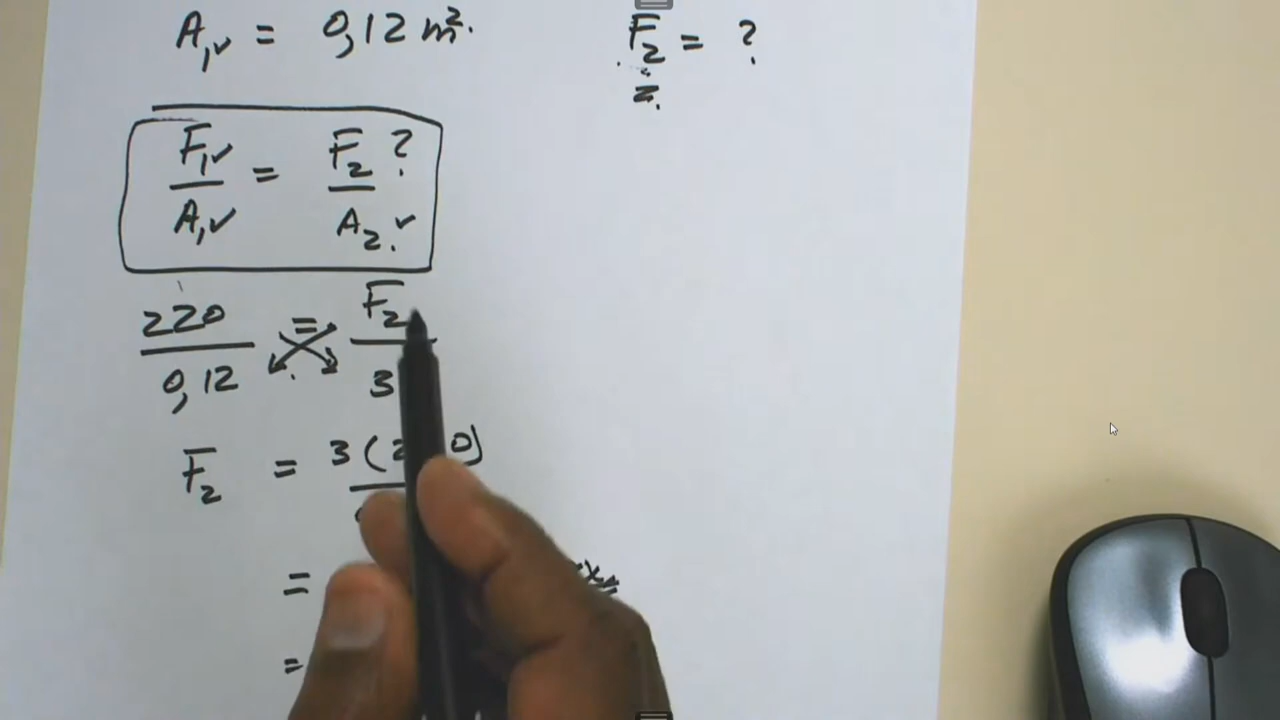 A₁✓ = 0,12 m².
F₂ = ?
F₁✓ = F₂ ?
A₁✓ A₂ ✓
220 = F₂
0,12 3
F₂ = 3(2 0)
=
=